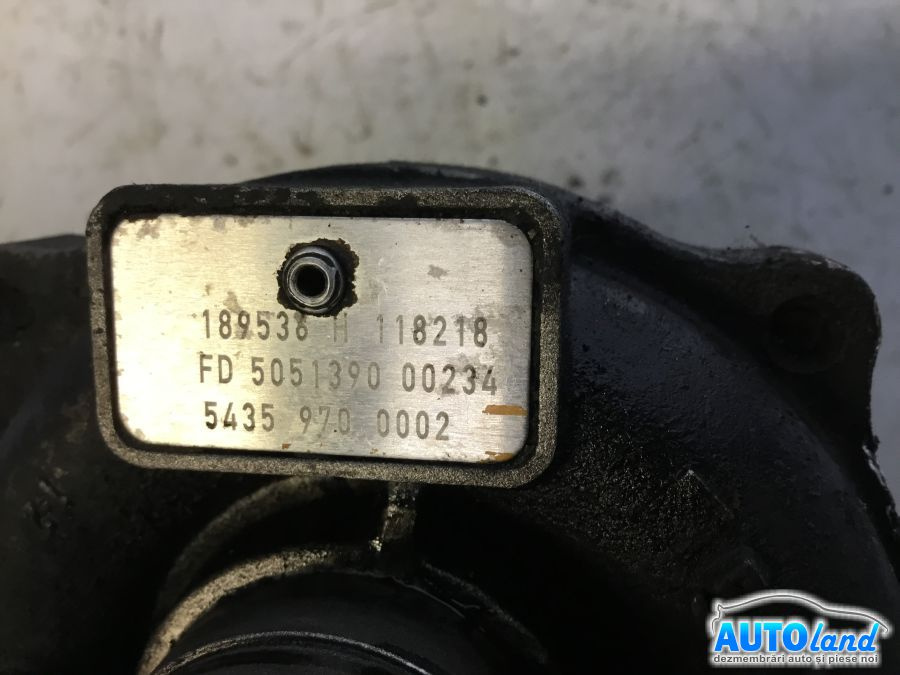 189536 H 118218
FD 5051390 00234
5435 970 0002
AUTOland
dezmembrări auto și piese noi